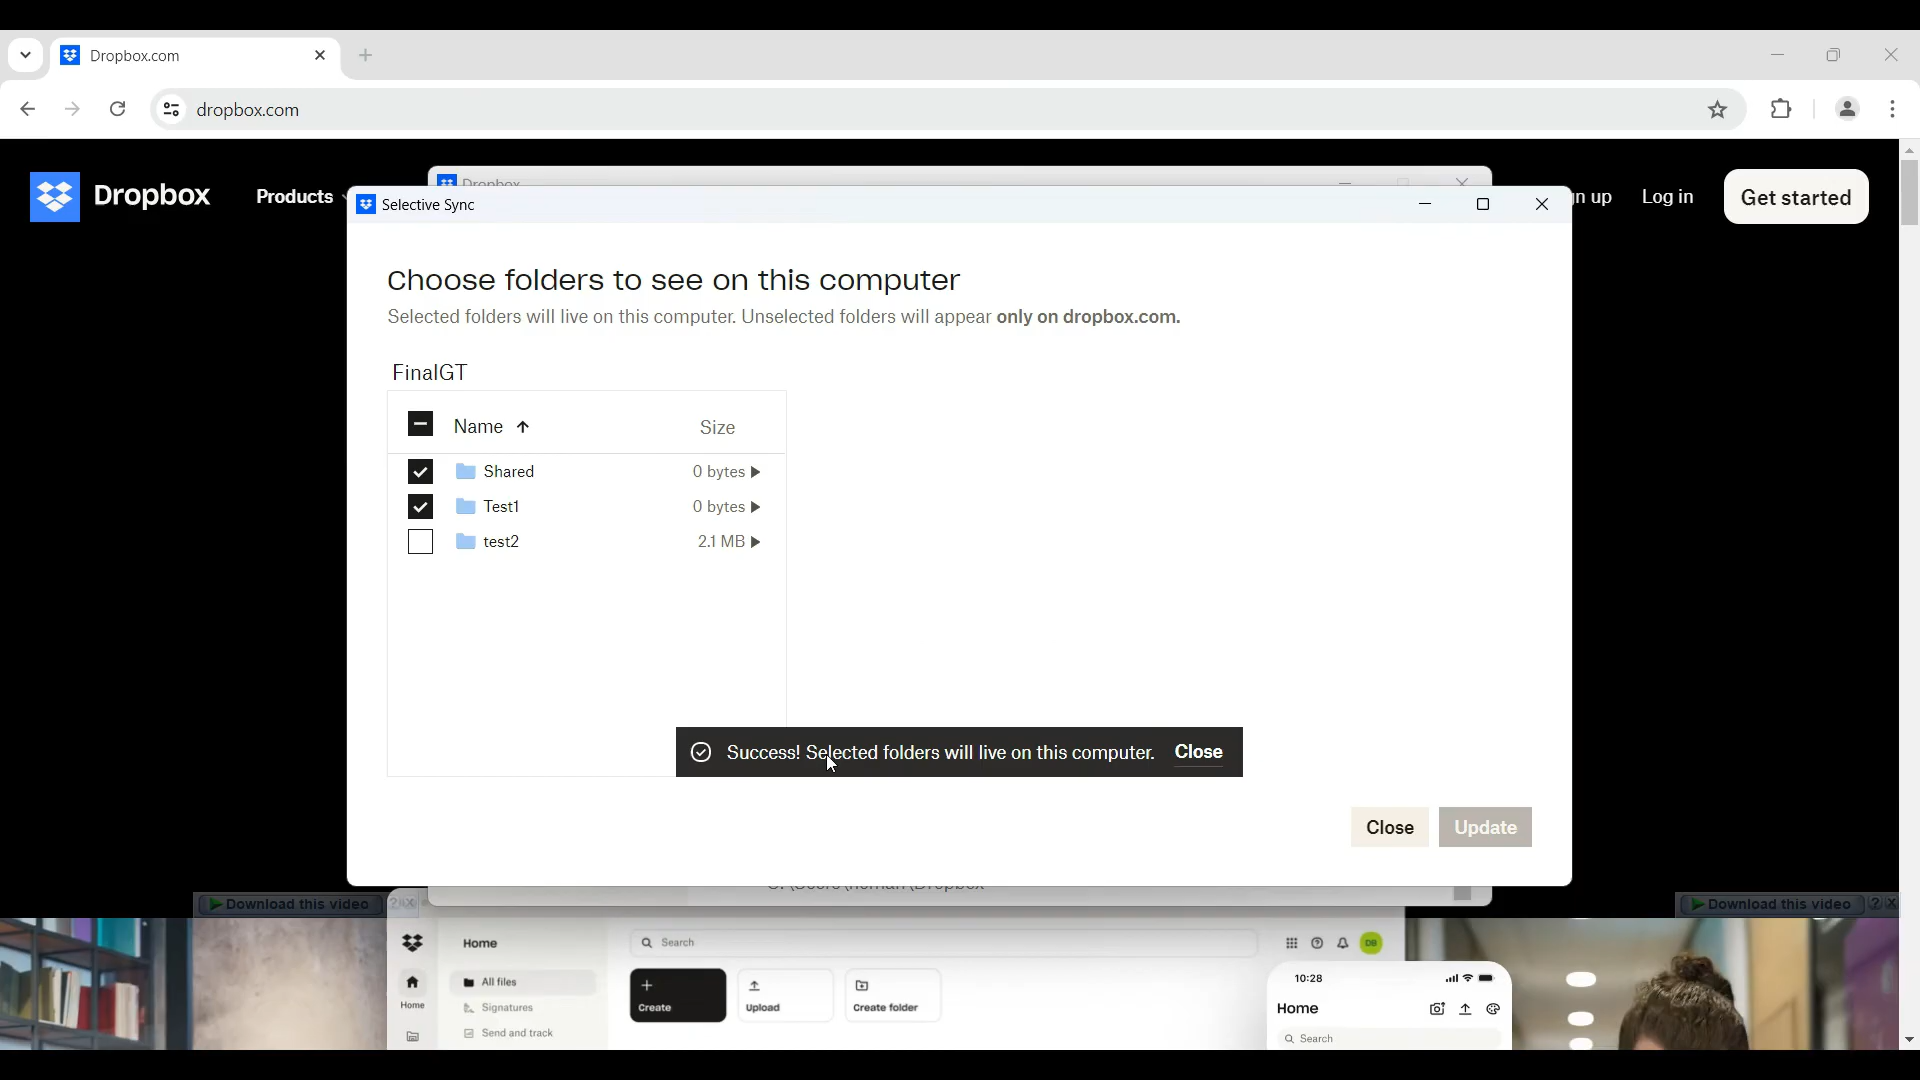 Dropbox.com
dropbox.com
Dropbox
Products
Dropbox
Log in
Get started
Selective Sync
Choose folders to see on this computer
Selected folders will live on this computer. Unselected folders will appear only on dropbox.com.
FinalGT
Name Size
Shared 0 bytes
Test1 0 bytes
test2 2.1 MB
Success! Selected folders will live on this computer. Close
Close Update
Download this video
Download this video
Home
Search
DB
All files
Home
Signatures
Send and track
Create
Upload
Create folder
10:28
Home
Search